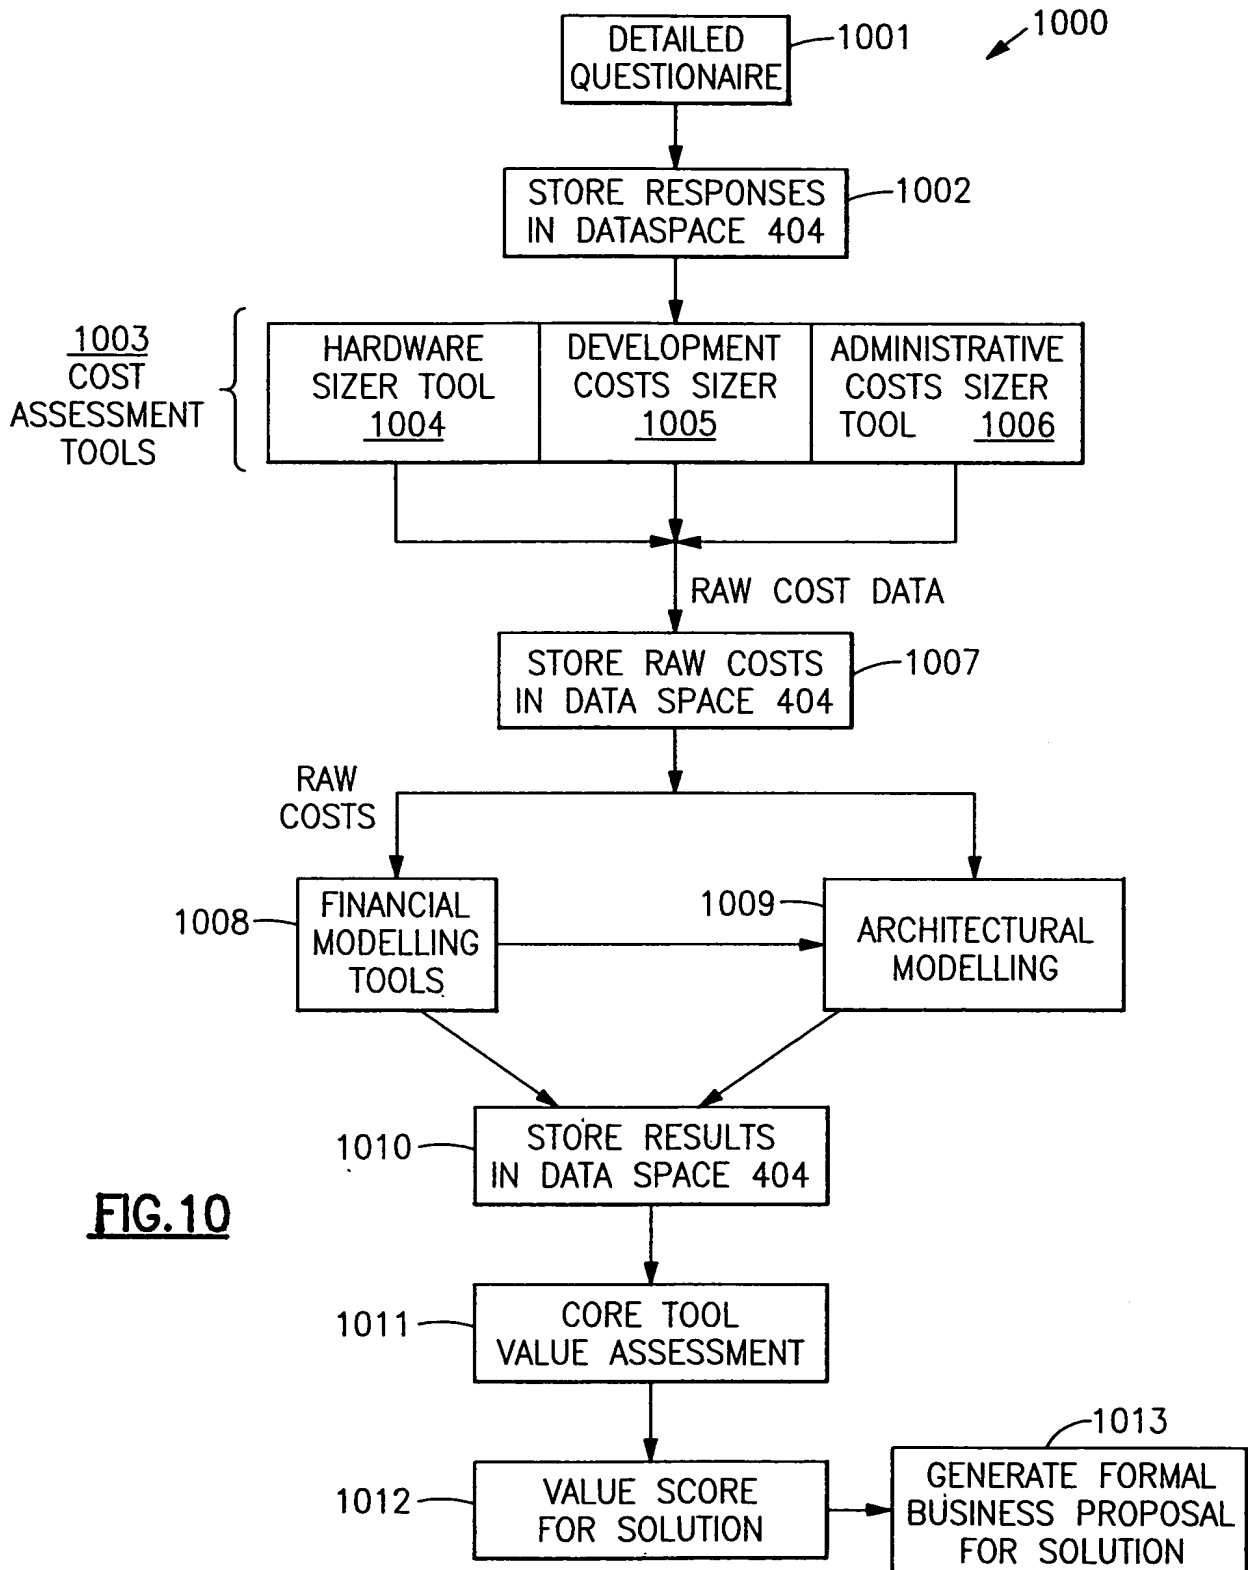 1000
DETAILED
QUESTIONAIRE
1001
STORE RESPONSES
IN DATASPACE 404
1002
1003
COST
ASSESSMENT
TOOLS
HARDWARE
SIZER TOOL
1004
DEVELOPMENT
COSTS SIZER
1005
ADMINISTRATIVE
COSTS SIZER
TOOL 1006
RAW COST DATA
STORE RAW COSTS
IN DATA SPACE 404
1007
RAW
COSTS
1008
FINANCIAL
MODELLING
TOOLS
1009
ARCHITECTURAL
MODELLING
1010
STORE RESULTS
IN DATA SPACE 404
FIG.10
1011
CORE TOOL
VALUE ASSESSMENT
1012
VALUE SCORE
FOR SOLUTION
1013
GENERATE FORMAL
BUSINESS PROPOSAL
FOR SOLUTION